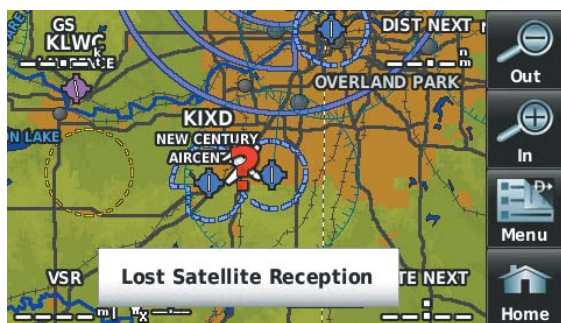 GS
DIST NEXT
KLWC
Out
OVERLAND PARK
KIXD
NEW CENTURY
AIRCEN
In
LAKE
Menu
Lost Satellite Reception
VSR
TE NEXT
Home